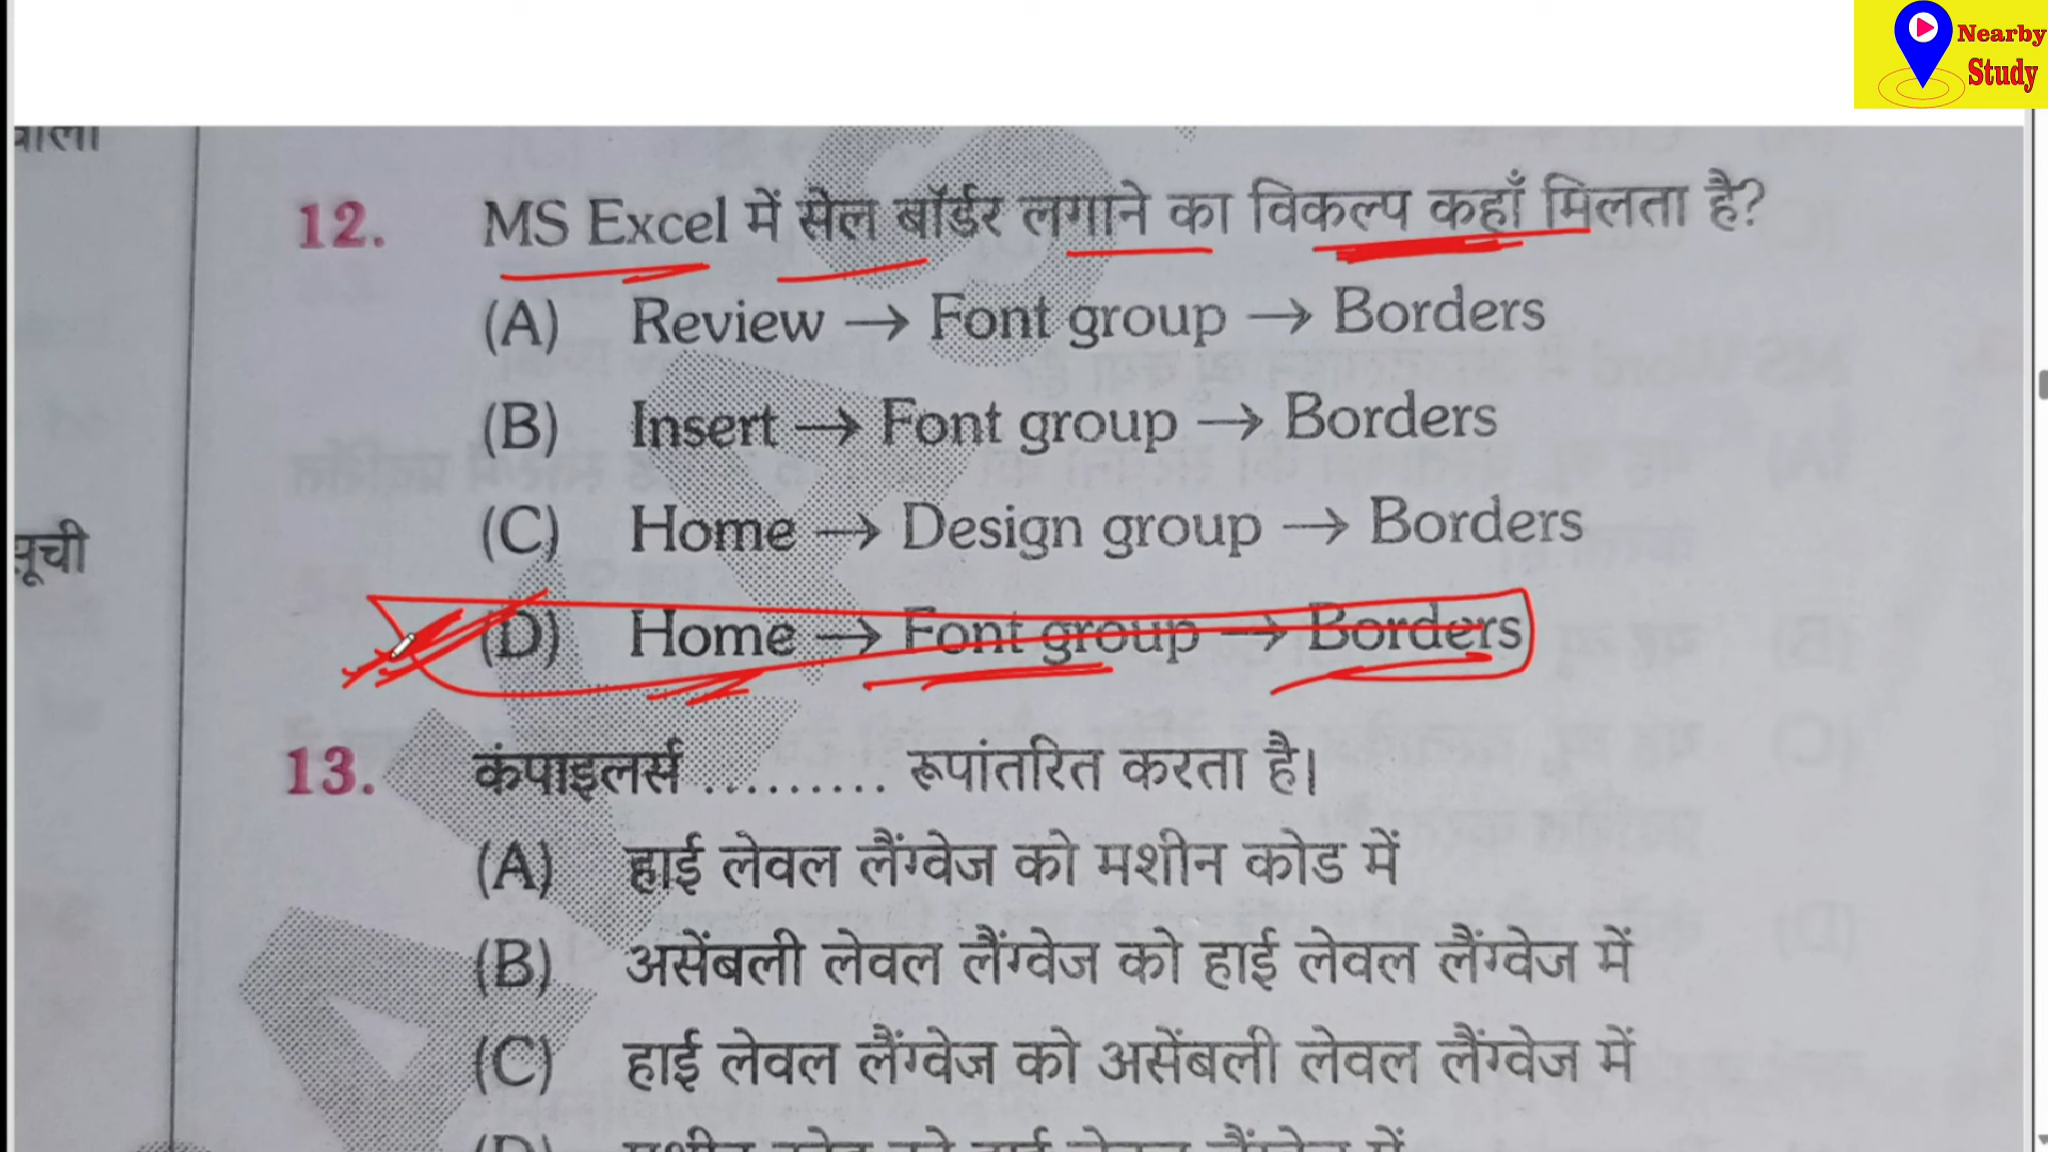 Nearby
Study
वाली
12. MS Excel में सेल बॉर्डर लगाने का विकल्प कहाँ मिलता है?
(A) Review → Font group → Borders
(B) Insert → Font group → Borders
(C) Home → Design group → Borders
सूची
(D) Home → Font group → Borders
13. कंपाइलर्स ......... रूपांतरित करता है।
(A) हाई लेवल लैंग्वेज को मशीन कोड में
(B) असेंबली लेवल लैंग्वेज को हाई लेवल लैंग्वेज में
(C) हाई लेवल लैंग्वेज को असेंबली लेवल लैंग्वेज में
(D) मशीन कोड को हाई लेवल लैंग्वेज में